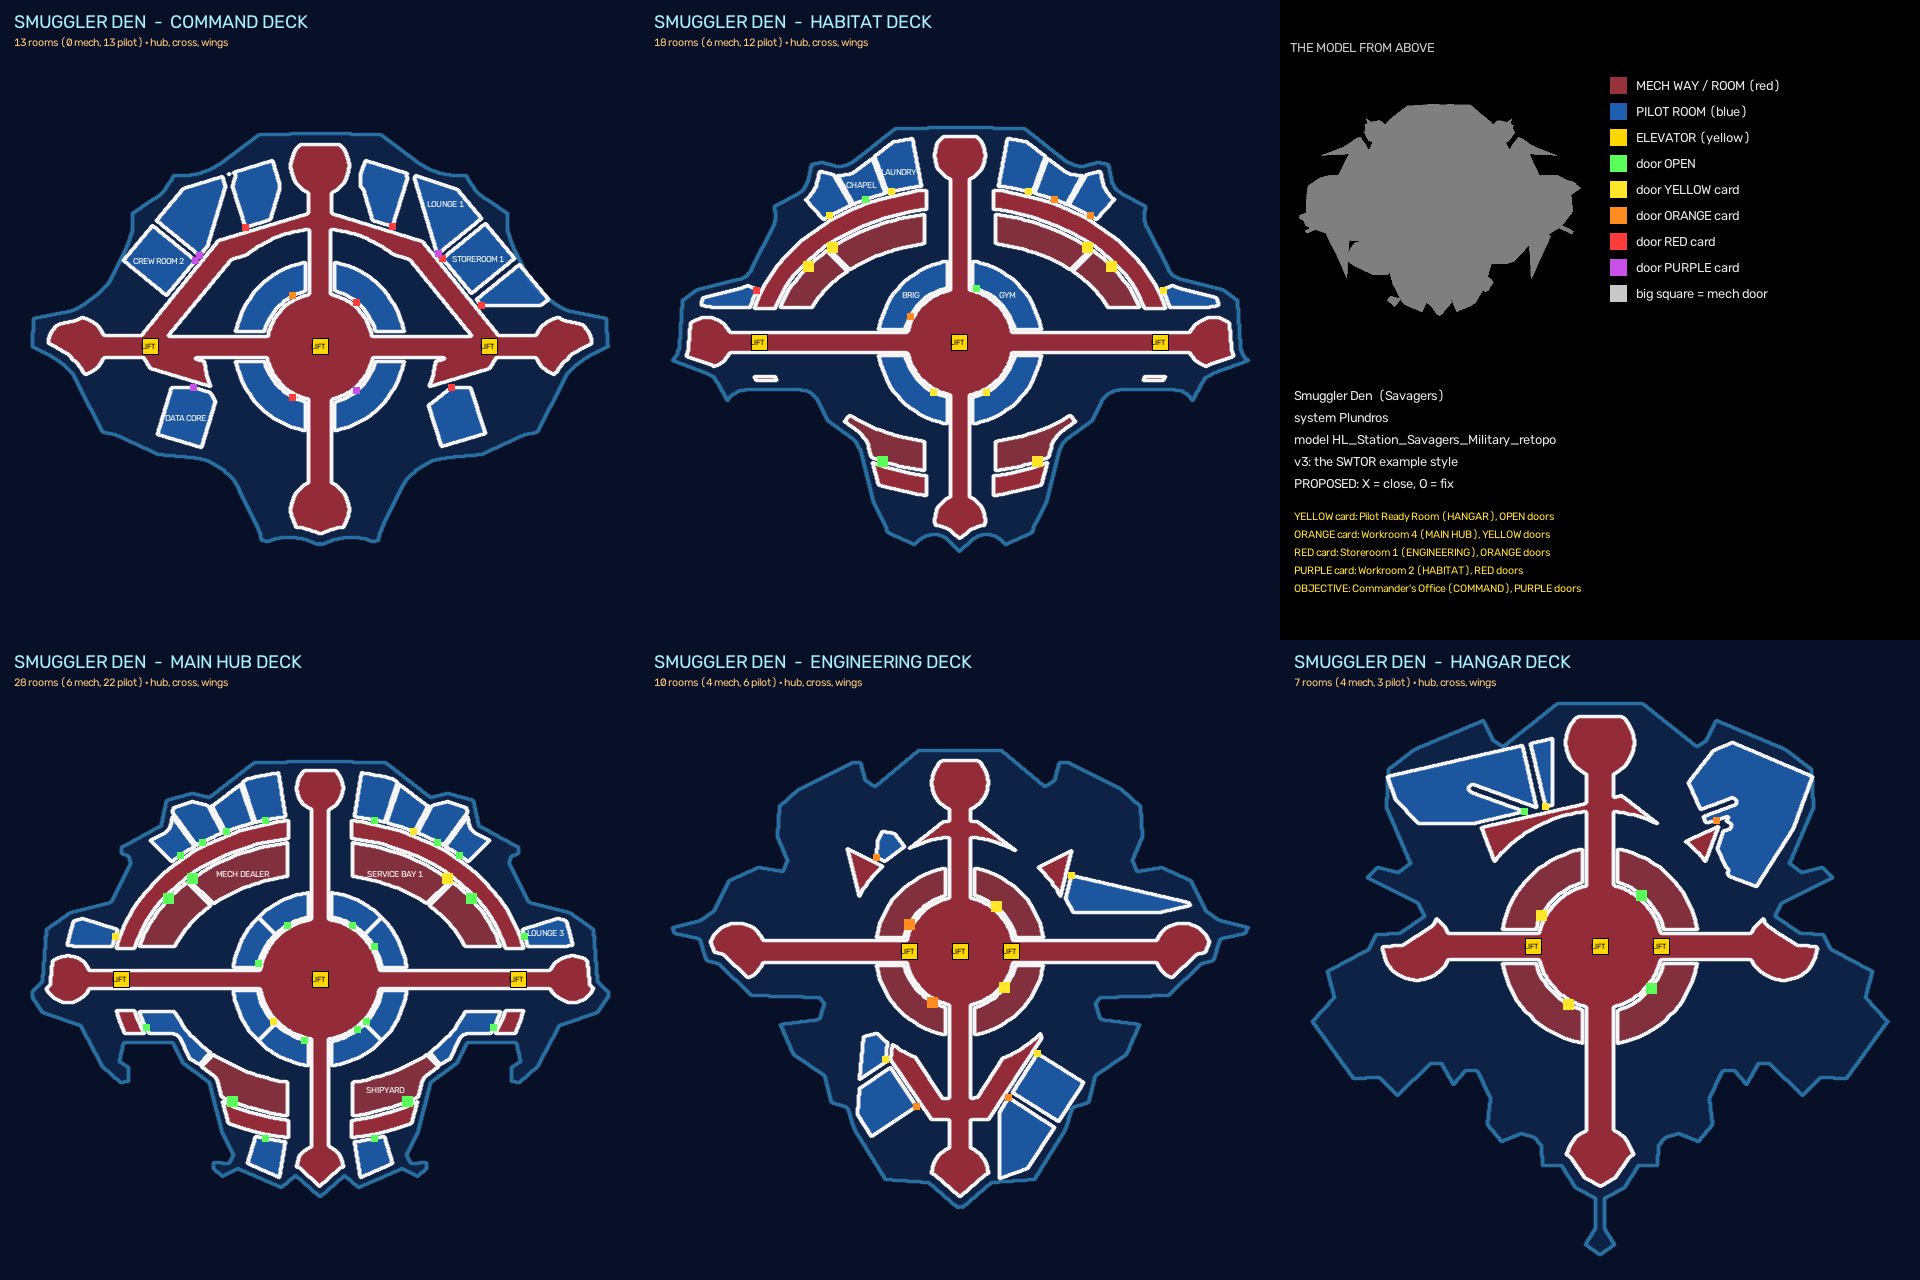 SMUGGLER DEN - COMMAND DECK
13 rooms (0 mech, 13 pilot) • hub, cross, wings
LOUNGE 1
CREW ROOM 2
STOREROOM 1
LIFT
LIFT
LIFT
DATA CORE
SMUGGLER DEN - HABITAT DECK
18 rooms (6 mech, 12 pilot) • hub, cross, wings
LAUNDRY
CHAPEL
BRIG
GYM
LIFT
LIFT
LIFT
THE MODEL FROM ABOVE
MECH WAY / ROOM (red)
PILOT ROOM (blue)
ELEVATOR (yellow)
door OPEN
door YELLOW card
door ORANGE card
door RED card
door PURPLE card
big square = mech door
Smuggler Den (Savagers)
system Plundros
model HL_Station_Savagers_Military_retopo
v3: the SWTOR example style
PROPOSED: X = close, O = fix
YELLOW card: Pilot Ready Room (HANGAR), OPEN doors
ORANGE card: Workroom 4 (MAIN HUB), YELLOW doors
RED card: Storeroom 1 (ENGINEERING), ORANGE doors
PURPLE card: Workroom 2 (HABITAT), RED doors
OBJECTIVE: Commander's Office (COMMAND), PURPLE doors
SMUGGLER DEN - MAIN HUB DECK
28 rooms (6 mech, 22 pilot) • hub, cross, wings
MECH DEALER
SERVICE BAY 1
LOUNGE 3
LIFT
LIFT
LIFT
SHIPYARD
SMUGGLER DEN - ENGINEERING DECK
10 rooms (4 mech, 6 pilot) • hub, cross, wings
LIFT
LIFT
LIFT
SMUGGLER DEN - HANGAR DECK
7 rooms (4 mech, 3 pilot) • hub, cross, wings
LIFT
LIFT
LIFT